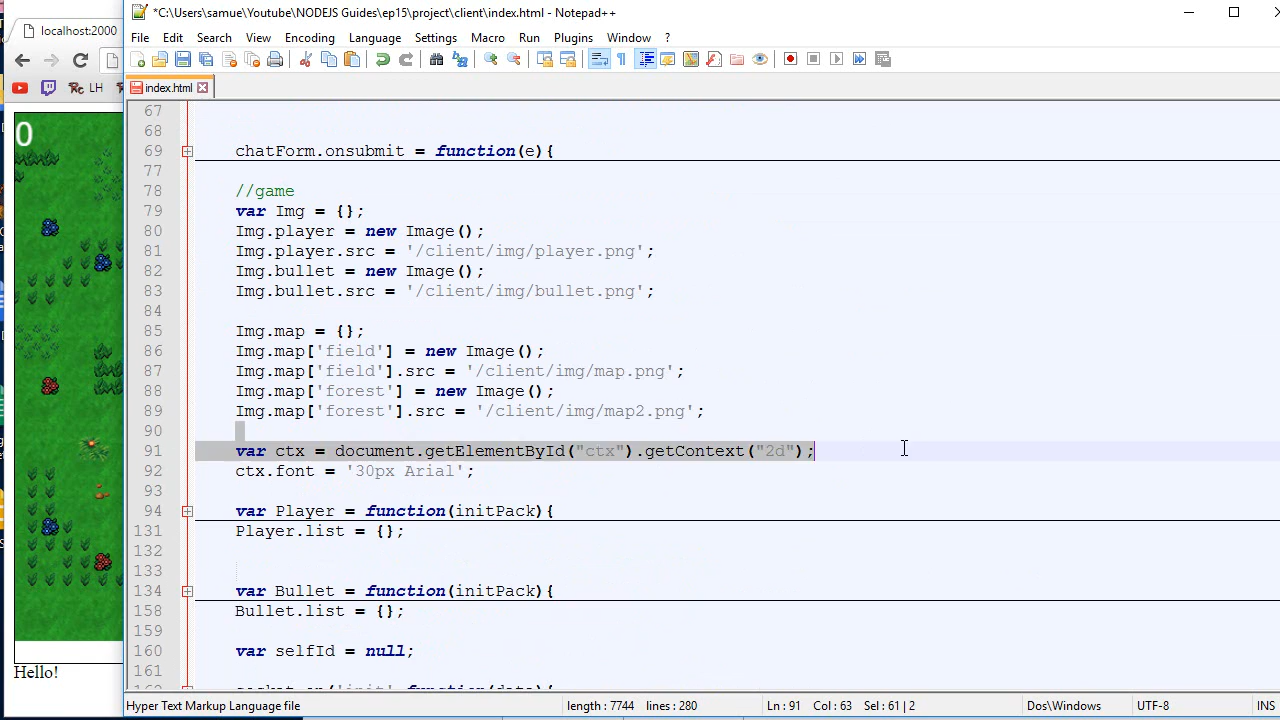 *C:\Users\samue\Youtube\NODEJS Guides\ep15\project\client\index.html - Notepad++
localhost:2000
File Edit Search View Encoding Language Settings Macro Run Plugins Window ?
LH
index.html
0
67
68
69 chatForm.onsubmit = function(e){
77
78 //game
79 var Img = {};
80 Img.player = new Image();
81 Img.player.src = '/client/img/player.png';
82 Img.bullet = new Image();
83 Img.bullet.src = '/client/img/bullet.png';
84
85 Img.map = {};
86 Img.map['field'] = new Image();
87 Img.map['field'].src = '/client/img/map.png';
88 Img.map['forest'] = new Image();
89 Img.map['forest'].src = '/client/img/map2.png';
90
91 var ctx = document.getElementById("ctx").getContext("2d");
92 ctx.font = '30px Arial';
93
94 var Player = function(initPack){
131 Player.list = {};
132
133
134 var Bullet = function(initPack){
158 Bullet.list = {};
159
160 var selfId = null;
161
Hello!
Hyper Text Markup Language file length : 7744 lines : 280 Ln : 91 Col : 63 Sel : 61 | 2 Dos\Windows UTF-8 INS